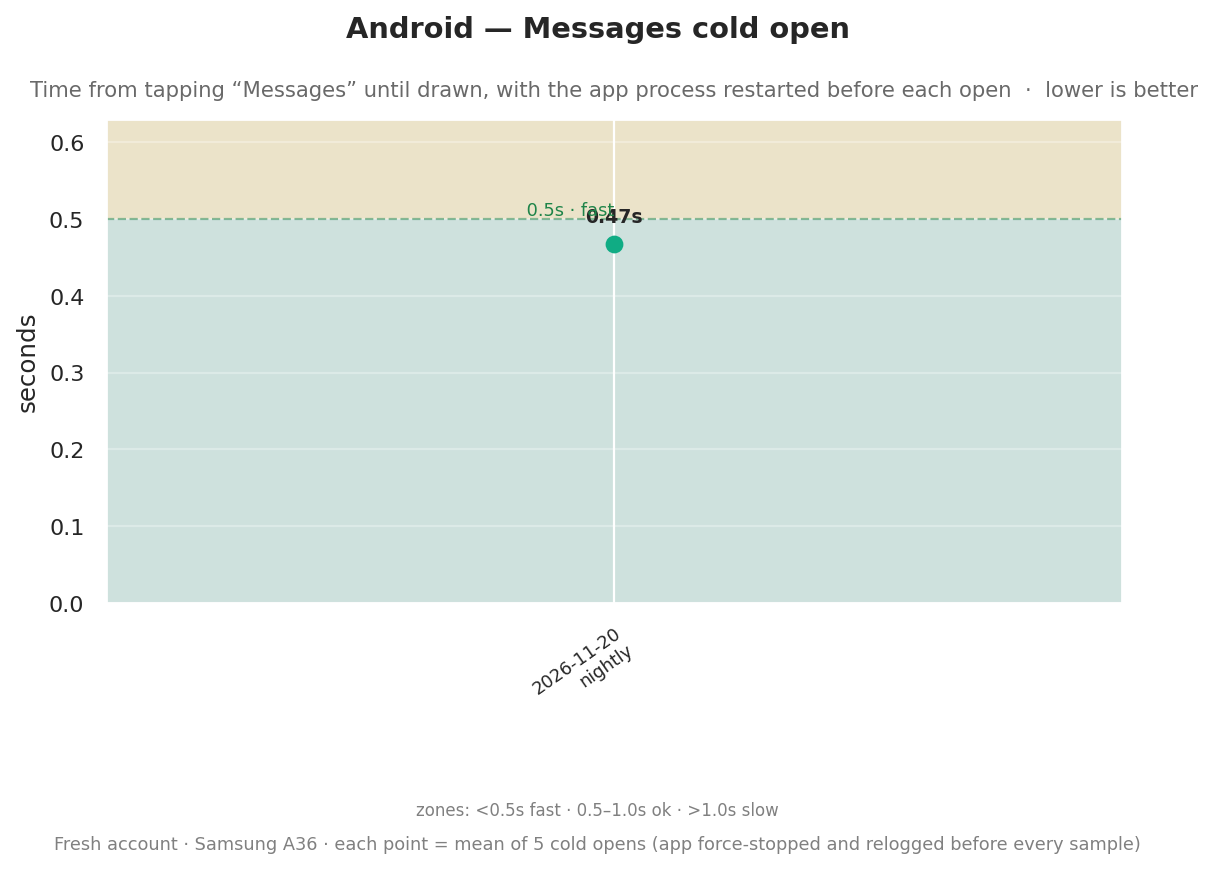 Android — Messages cold open
Time from tapping “Messages” until drawn, with the app process restarted before each open · lower is better
0.6
0.5s · fast
0.47s
0.5
0.4
0.3
0.2
0.1
0.0
seconds
2026-11-20
nightly
zones: <0.5s fast · 0.5–1.0s ok · >1.0s slow
Fresh account · Samsung A36 · each point = mean of 5 cold opens (app force-stopped and relogged before every sample)